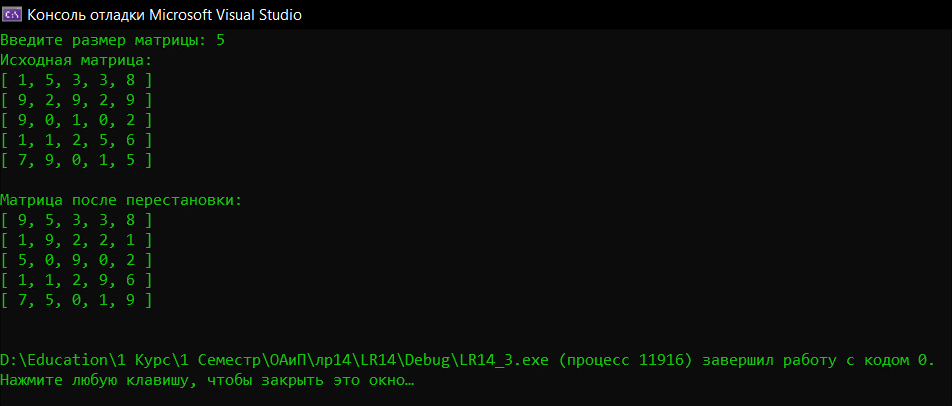 Консоль отладки Microsoft Visual Studio
Введите размер матрицы: 5
Исходная матрица:
[ 1, 5, 3, 3, 8 ]
[ 9, 2, 9, 2, 9 ]
[ 9, 0, 1, 0, 2 ]
[ 1, 1, 2, 5, 6 ]
[ 7, 9, 0, 1, 5 ]
Матрица после перестановки:
[ 9, 5, 3, 3, 8 ]
[ 1, 9, 2, 2, 1 ]
[ 5, 0, 9, 0, 2 ]
[ 1, 1, 2, 9, 6 ]
[ 7, 5, 0, 1, 9 ]
D:\Education\1 Курс\1 Семестр\ОАиП\лр14\LR14\Debug\LR14_3.exe (процесс 11916) завершил работу с кодом 0.
Нажмите любую клавишу, чтобы закрыть это окно…